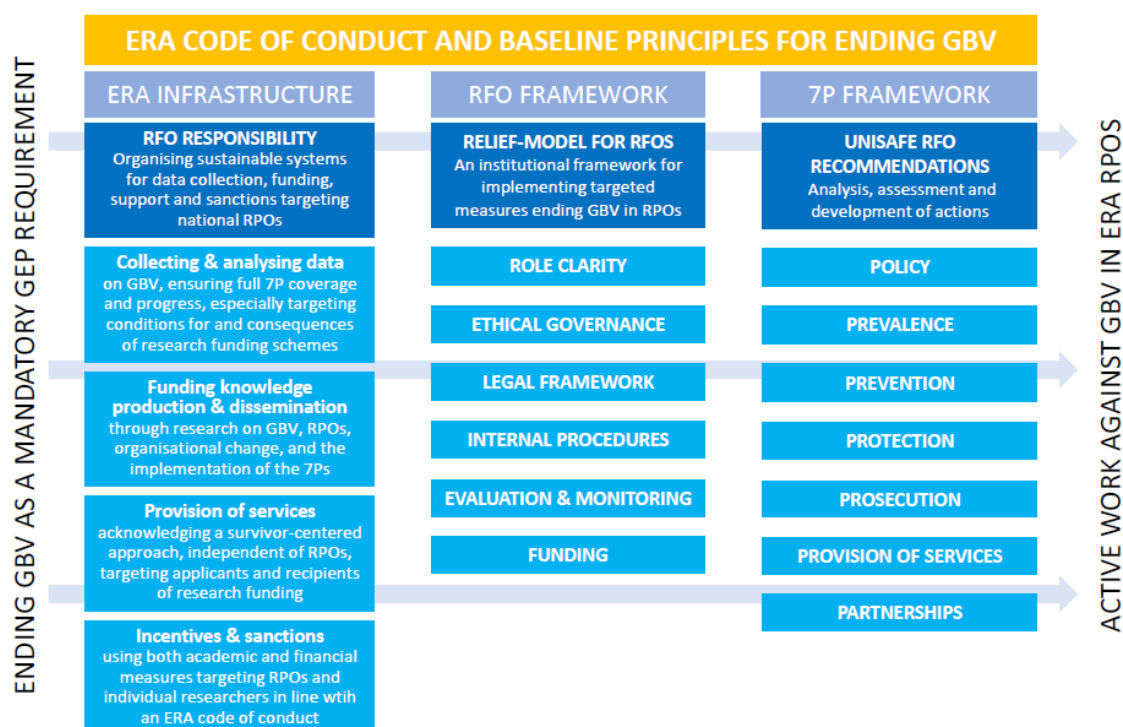 ERA CODE OF CONDUCT AND BASELINE PRINCIPLES FOR ENDING GBV
ENDING GBV AS A MANDATORY GEP REQUIREMENT
ERA INFRASTRUCTURE
RFO RESPONSIBILITY
Organising sustainable systems
for data collection, funding,
support and sanctions targeting
national RPOs
Collecting & analysing data
on GBV, ensuring full 7P coverage
and progress, especially targeting
conditions for and consequences
of research funding schemes
Funding knowledge
production & dissemination
through research on GBV, RPOs,
organisational change, and the
implementation of the 7Ps
Provision of services
acknowledging a survivor-centered
approach, independent of RPOs,
targeting applicants and recipients
of research funding
Incentives & sanctions
using both academic and financial
measures targeting RPOs and
individual researchers in line wtih
an ERA code of conduct
RFO FRAMEWORK
RELIEF-MODEL FOR RFOS
An institutional framework for
implementing targeted
measures ending GBV in RPOs
ROLE CLARITY
ETHICAL GOVERNANCE
LEGAL FRAMEWORK
INTERNAL PROCEDURES
EVALUATION & MONITORING
FUNDING
7P FRAMEWORK
UNISAFE RFO
RECOMMENDATIONS
Analysis, assessment and
development of actions
POLICY
PREVALENCE
PREVENTION
PROTECTION
PROSECUTION
PROVISION OF SERVICES
PARTNERSHIPS
ACTIVE WORK AGAINST GBV IN ERA RPOS